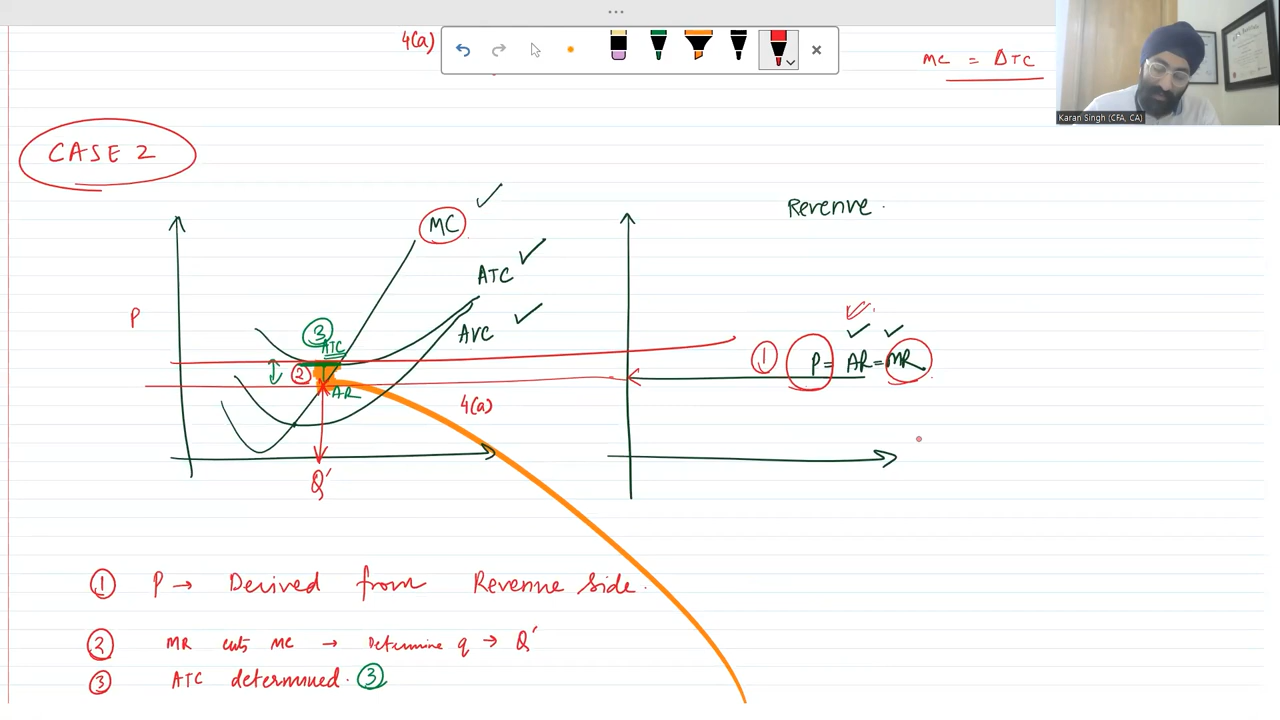 4(a)
MC = ΔTC
Karan Singh (CFA, CA)
CASE 2
MC
ATC
AVC
P
3
ATC
2
AR
4(a)
Q'
Revenue.
1 P = AR = MR
1 P → Derived from Revenue side.
2 MR cuts MC → Determine q → Q'
3 ATC determined. 3